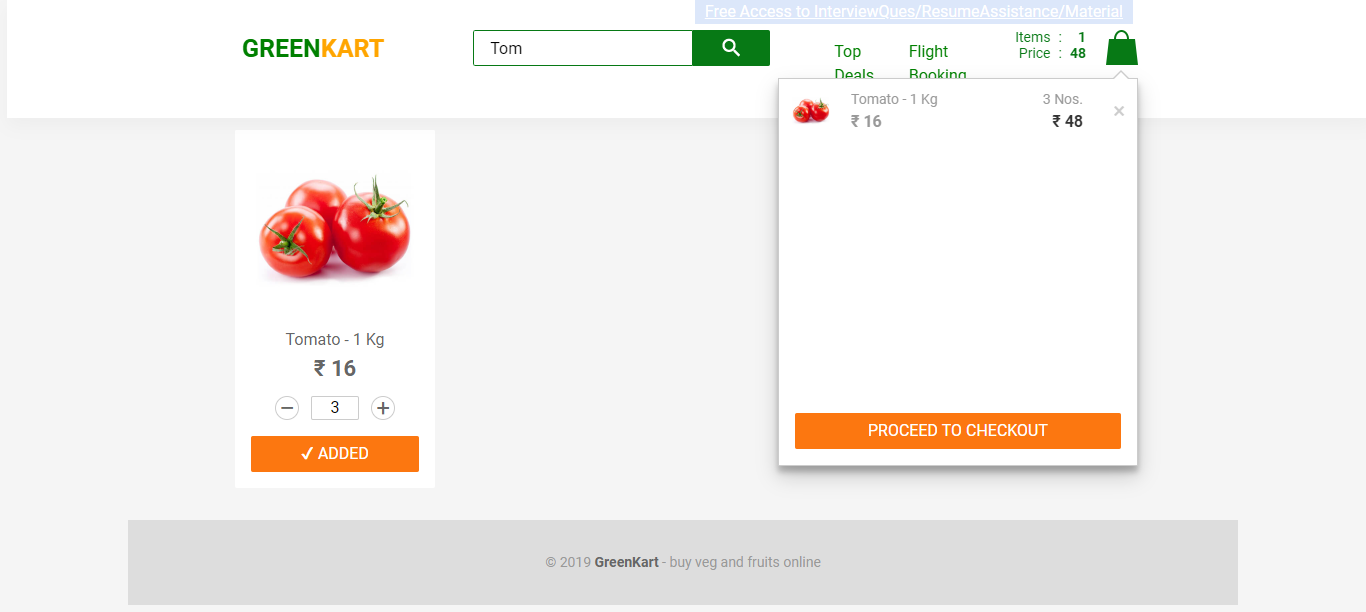 Free Access to InterviewQues/ResumeAssistance/Material
GREENKART
Tom
Top
Deals
Flight
Booking
Items : 1
Price : 48
Tomato - 1 Kg
₹ 16
3 Nos.
₹ 48
×
PROCEED TO CHECKOUT
Tomato - 1 Kg
₹ 16
− 3 +
✓ ADDED
© 2019 GreenKart - buy veg and fruits online